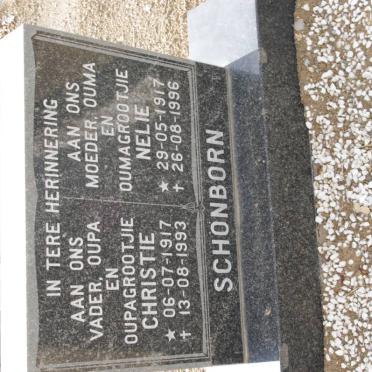 IN TERE HERINNERING
AAN ONS
VADER, OUPA
EN
OUPAGROOTJIE
CHRISTIE
★ 06-07-1917
✝ 13-08-1993
AAN ONS
MOEDER, OUMA
EN
OUMAGROOTJIE
NELIE
★ 29-05-1917
✝ 26-08-1996
SCHONBORN